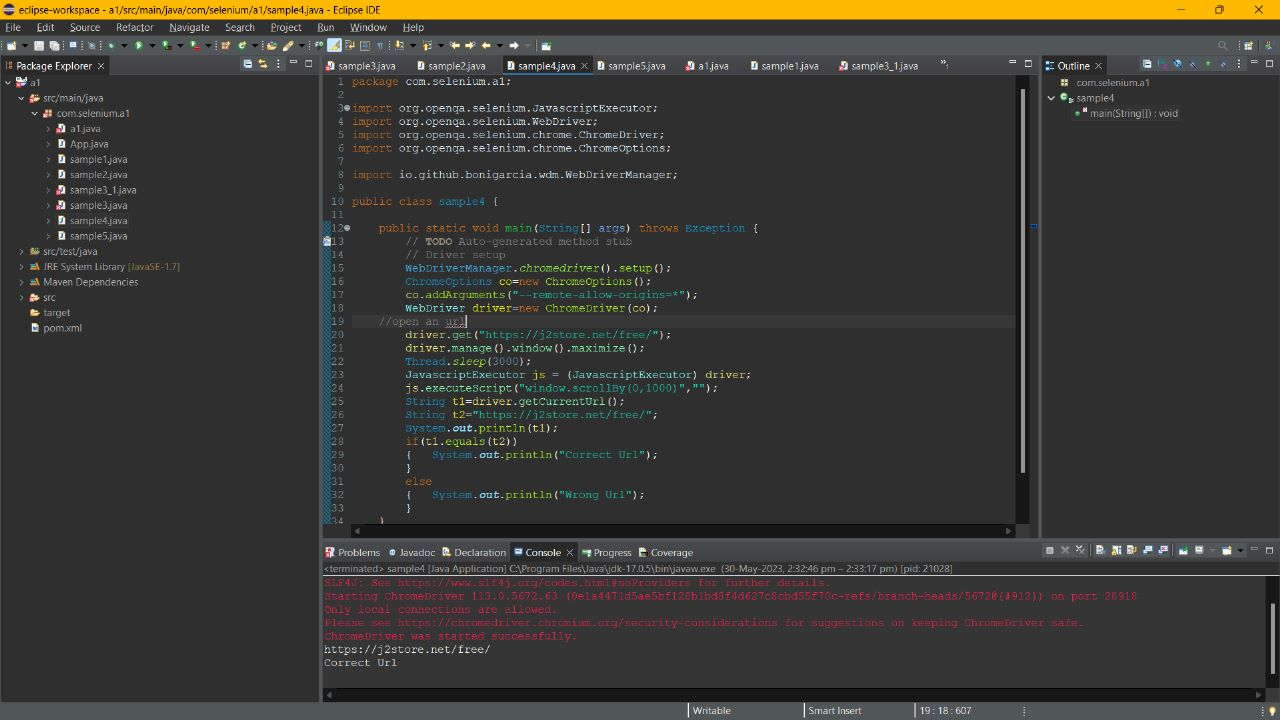 eclipse-workspace - a1/src/main/java/com/selenium/a1/sample4.java - Eclipse IDE
File Edit Source Refactor Navigate Search Project Run Window Help
Package Explorer
a1
src/main/java
com.selenium.a1
a1.java
App.java
sample1.java
sample2.java
sample3_1.java
sample3.java
sample4.java
sample5.java
src/test/java
JRE System Library [JavaSE-1.7]
Maven Dependencies
src
target
pom.xml
sample3.java sample2.java sample4.java sample5.java a1.java sample1.java sample3_1.java
1 package com.selenium.a1;
2
3 import org.openqa.selenium.JavascriptExecutor;
4 import org.openqa.selenium.WebDriver;
5 import org.openqa.selenium.chrome.ChromeDriver;
6 import org.openqa.selenium.chrome.ChromeOptions;
7
8 import io.github.bonigarcia.wdm.WebDriverManager;
9
10 public class sample4 {
11
12 public static void main(String[] args) throws Exception {
13 // TODO Auto-generated method stub
14 // Driver setup
15 WebDriverManager.chromedriver().setup();
16 ChromeOptions co=new ChromeOptions();
17 co.addArguments("--remote-allow-origins=*");
18 WebDriver driver=new ChromeDriver(co);
19 //open an url
20 driver.get("https://j2store.net/free/");
21 driver.manage().window().maximize();
22 Thread.sleep(3000);
23 JavascriptExecutor js = (JavascriptExecutor) driver;
24 js.executeScript("window.scrollBy(0,1000)","");
25 String t1=driver.getCurrentUrl();
26 String t2="https://j2store.net/free/";
27 System.out.println(t1);
28 if(t1.equals(t2))
29 { System.out.println("Correct Url");
30 }
31 else
32 { System.out.println("Wrong Url");
33 }
34 }
Outline
com.selenium.a1
sample4
main(String[]) : void
Problems Javadoc Declaration Console Progress Coverage
<terminated> sample4 [Java Application] C:\Program Files\Java\jdk-17.0.5\bin\javaw.exe (30-May-2023, 2:32:46 pm – 2:33:17 pm) [pid: 21028]
SLF4J: See https://www.slf4j.org/codes.html#noProviders for further details.
Starting ChromeDriver 113.0.5672.63 (0e1a4471d5ae5bf128b1bd8f4d627c8cbd55f70c-refs/branch-heads/5672@{#912}) on port 28918
Only local connections are allowed.
Please see https://chromedriver.chromium.org/security-considerations for suggestions on keeping ChromeDriver safe.
ChromeDriver was started successfully.
https://j2store.net/free/
Correct Url
Writable Smart Insert 19 : 18 : 607